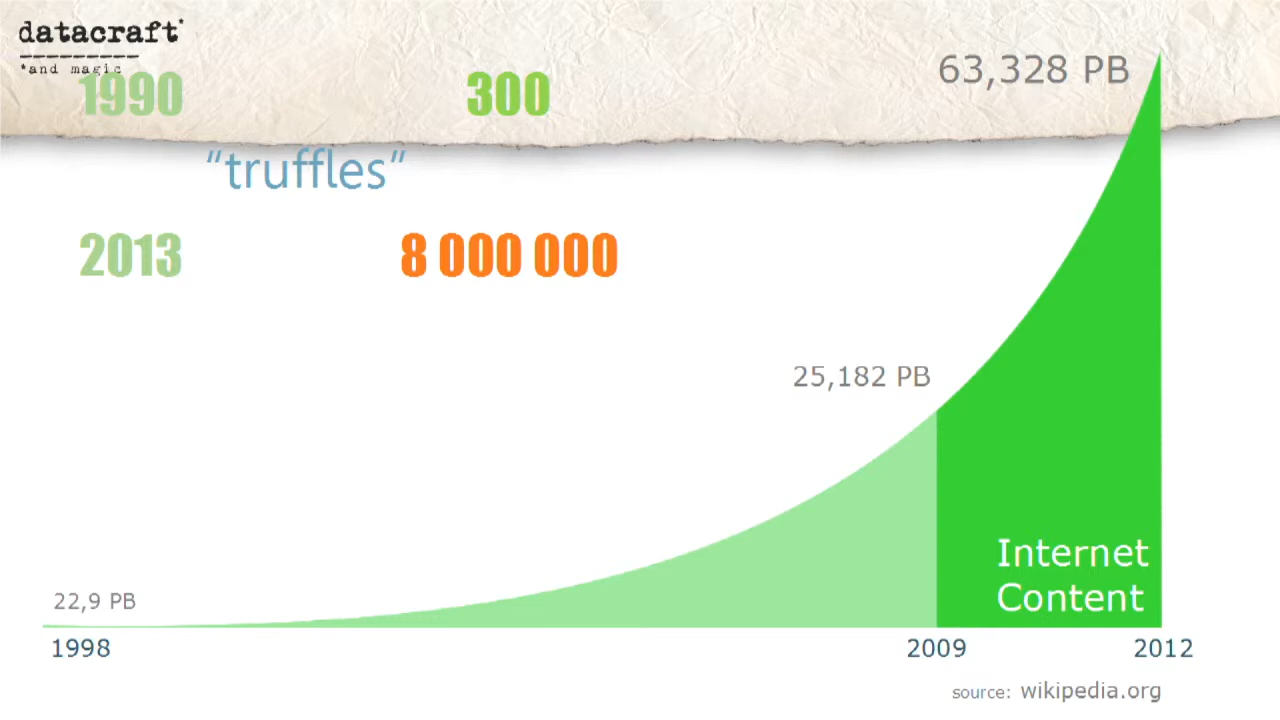 datacraft*
*and magic
1990 300
63,328 PB
"truffles"
2013 8 000 000
25,182 PB
Internet
Content
22,9 PB
1998 2009 2012
source: wikipedia.org